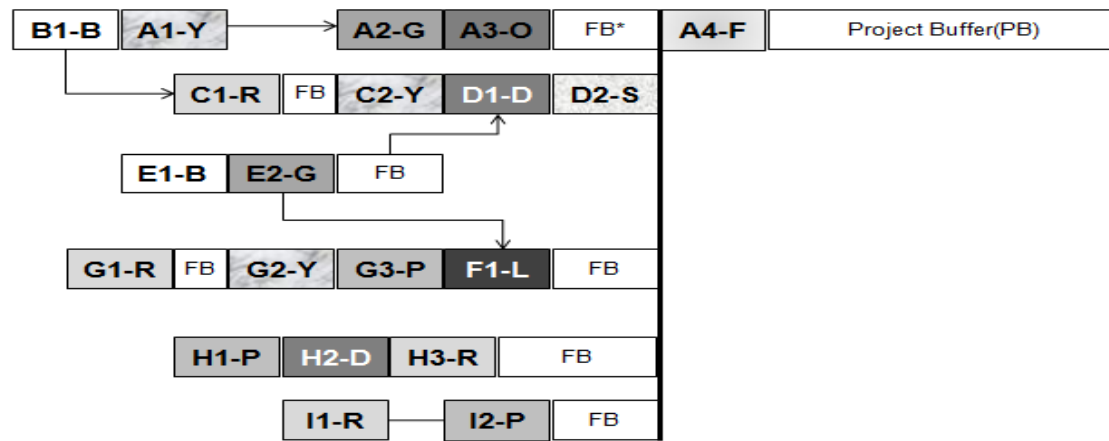 B1-B A1-Y A2-G A3-O FB* A4-F Project Buffer(PB)
C1-R FB C2-Y D1-D D2-S
E1-B E2-G FB
G1-R FB G2-Y G3-P F1-L FB
H1-P H2-D H3-R FB
I1-R I2-P FB